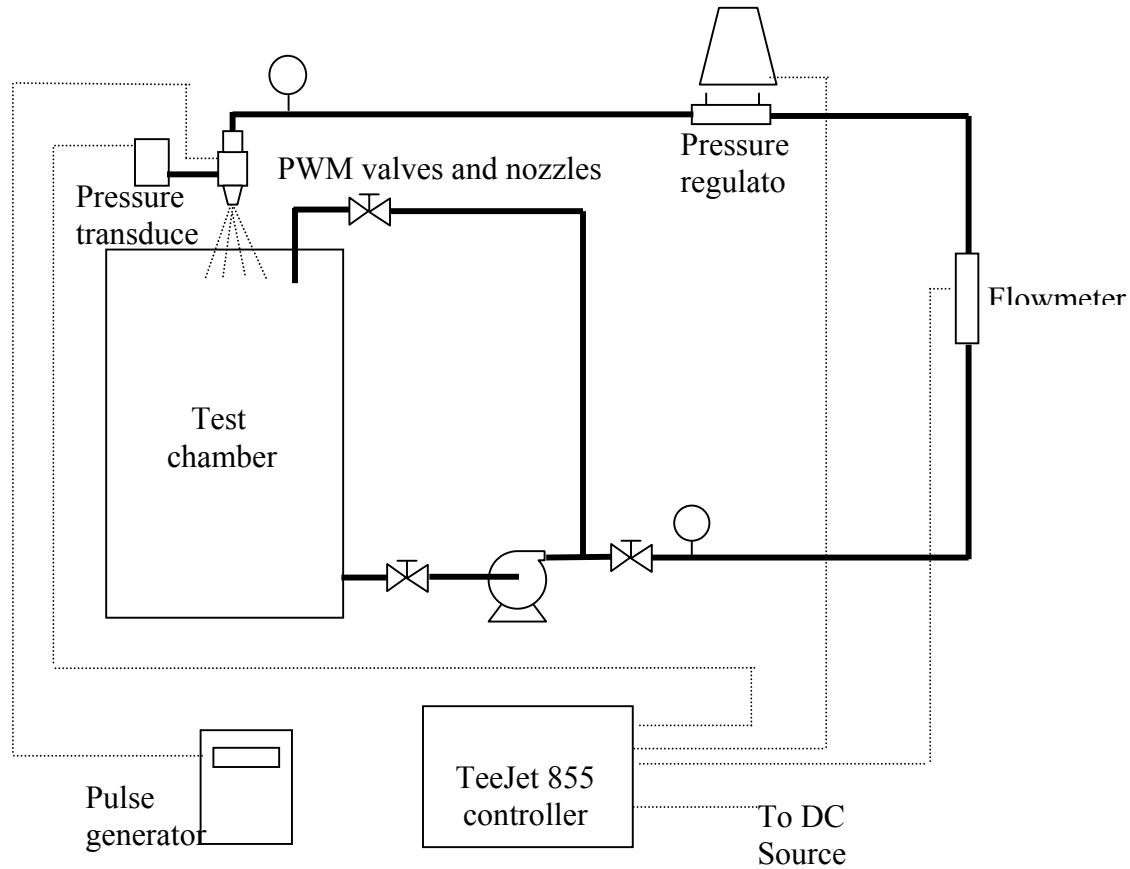 PWM valves and nozzles
Pressure
regulato
Pressure
transduce
Flowmeter
Test
chamber
TeeJet 855
controller
Pulse
generator
To DC
Source